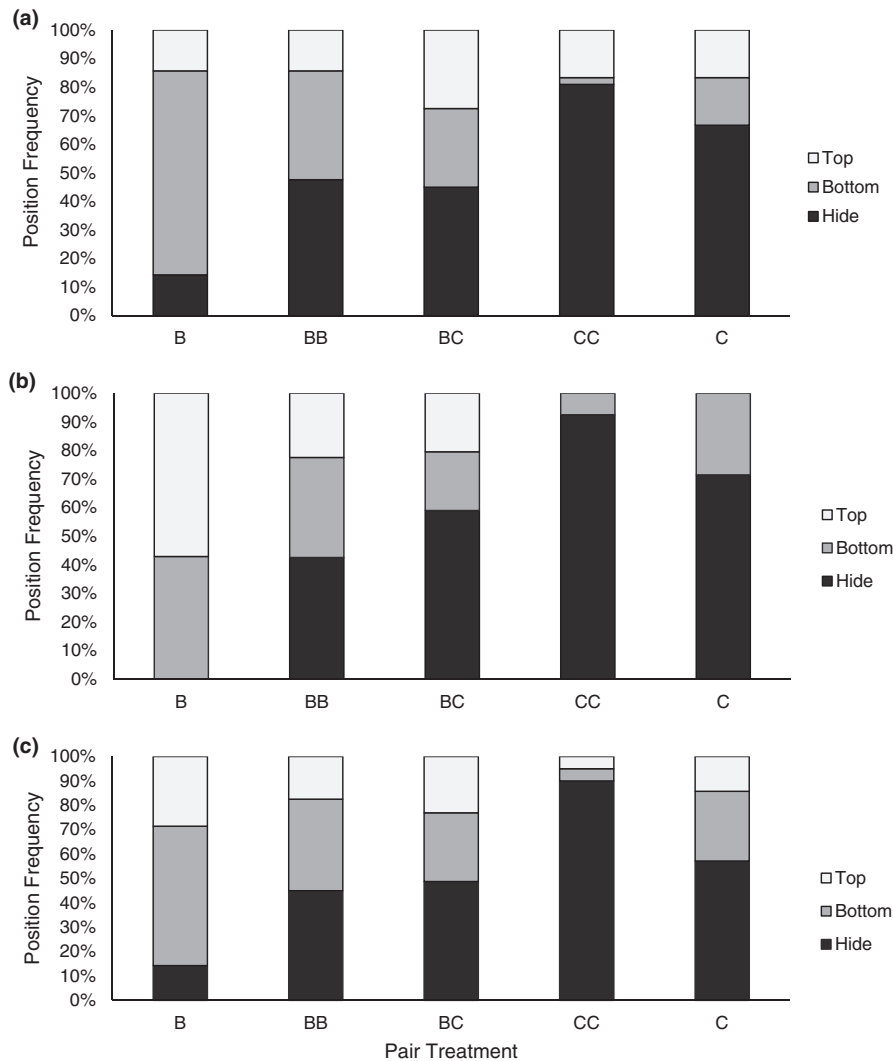 (a)
100%
90%
80%
70%
60%
50%
40%
30%
20%
10%
0%
Position Frequency
B BB BC CC C
Top
Bottom
Hide
(b)
100%
90%
80%
70%
60%
50%
40%
30%
20%
10%
0%
Position Frequency
B BB BC CC C
Top
Bottom
Hide
(c)
100%
90%
80%
70%
60%
50%
40%
30%
20%
10%
0%
Position Frequency
B BB BC CC C
Pair Treatment
Top
Bottom
Hide